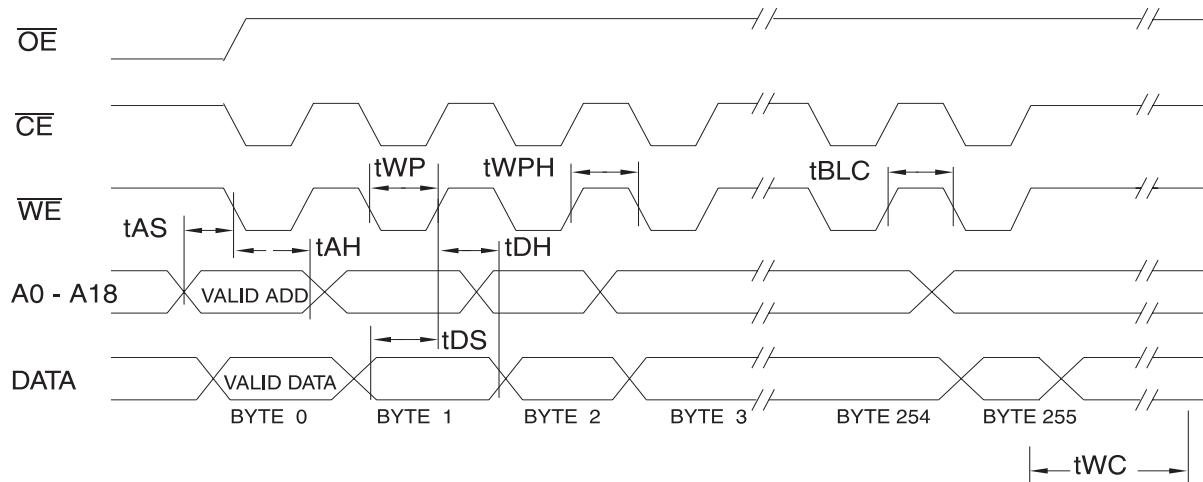 OE
CE
tWP
tWPH
tBLC
WE
tAS
tAH
tDH
A0 - A18
VALID ADD
tDS
DATA
VALID DATA
BYTE 0
BYTE 1
BYTE 2
BYTE 3
BYTE 254
BYTE 255
tWC